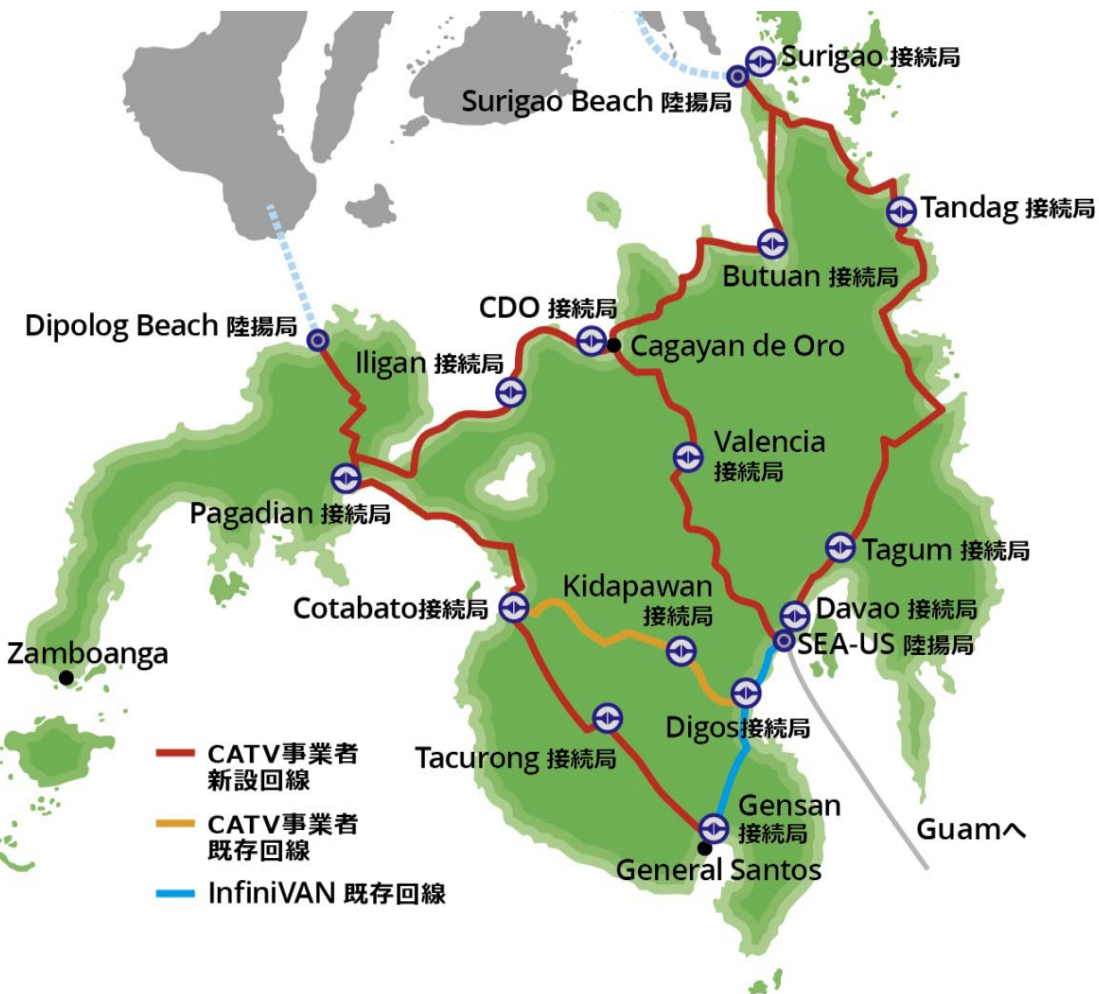 Surigao 接続局
Surigao Beach 陸揚局
Tandag 接続局
Butuan 接続局
CDO 接続局
Dipolog Beach 陸揚局
Cagayan de Oro
Iligan 接続局
Valencia
接続局
Pagadian 接続局
Tagum 接続局
Kidapawan
接続局
Cotabato接続局
Davao 接続局
SEA-US 陸揚局
Zamboanga
Digos接続局
Tacurong 接続局
CATV事業者
新設回線
Gensan
接続局
CATV事業者
既存回線
Guamへ
General Santos
InfiniVAN 既存回線